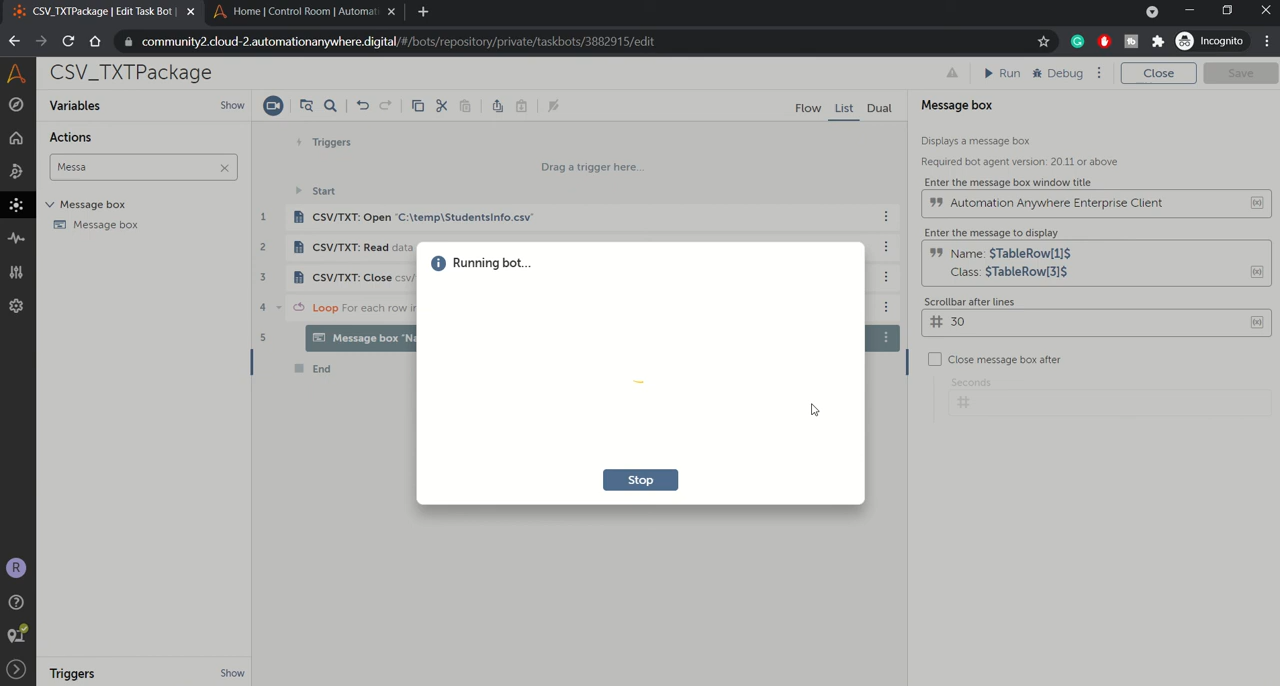 CSV_TXTPackage | Edit Task Bot |
Home | Control Room | Automat
community2.cloud-2.automationanywhere.digital/#/bots/repository/private/taskbots/3882915/edit
Incognito
CSV_TXTPackage
Run
Debug
Close
Save
Variables
Show
Flow
List
Dual
Message box
Actions
Messa
Message box
Message box
Triggers
Drag a trigger here...
Start
1 CSV/TXT: Open "C:\temp\StudentsInfo.csv"
2 CSV/TXT: Read data
3 CSV/TXT: Close csv/
4 Loop For each row in
5 Message box "Na
End
Running bot...
Stop
Displays a message box
Required bot agent version: 20.11 or above
Enter the message box window title
Automation Anywhere Enterprise Client
Enter the message to display
Name: $TableRow[1]$
Class: $TableRow[3]$
Scrollbar after lines
30
Close message box after
Seconds
R
Triggers
Show